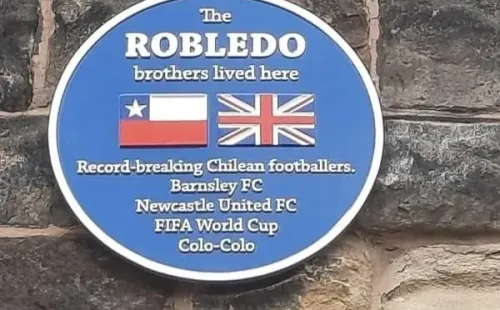 The
ROBLEDO
brothers lived here
Record-breaking Chilean footballers.
Barnsley FC
Newcastle United FC
FIFA World Cup
Colo-Colo